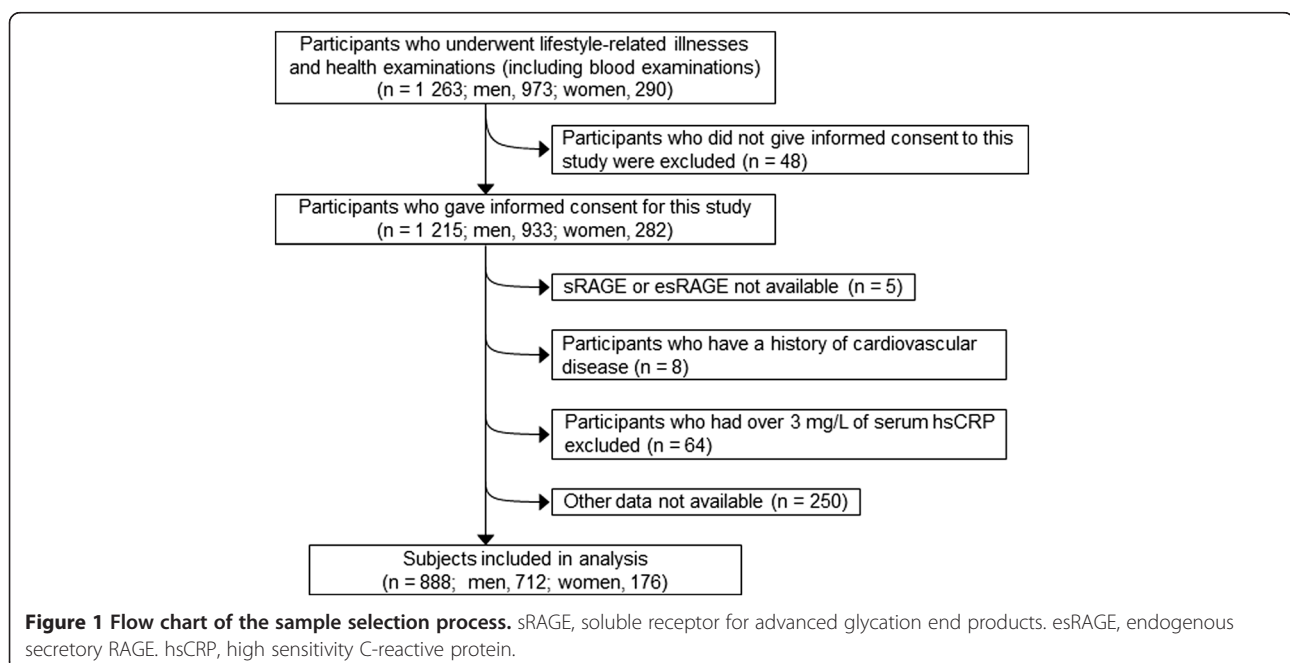 Participants who underwent lifestyle-related illnesses
and health examinations (including blood examinations)
(n = 1 263; men, 973; women, 290)
Participants who did not give informed consent to this
study were excluded (n = 48)
Participants who gave informed consent for this study
(n = 1 215; men, 933; women, 282)
sRAGE or esRAGE not available (n = 5)
Participants who have a history of cardiovascular
disease (n = 8)
Participants who had over 3 mg/L of serum hsCRP
excluded (n = 64)
Other data not available (n = 250)
Subjects included in analysis
(n = 888; men, 712; women, 176)
Figure 1 Flow chart of the sample selection process. sRAGE, soluble receptor for advanced glycation end products. esRAGE, endogenous
secretory RAGE. hsCRP, high sensitivity C-reactive protein.